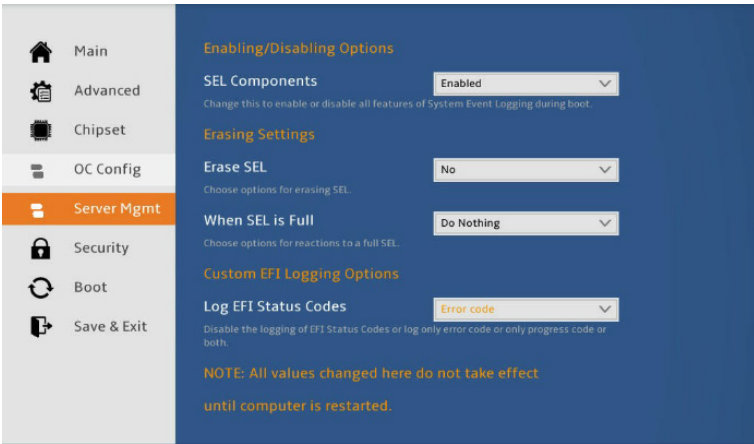 Main
Advanced
Chipset
OC Config
Server Mgmt
Security
Boot
Save & Exit
Enabling/Disabling Options
SEL Components
Enabled
Change this to enable or disable all features of System Event Logging during boot.
Erasing Settings
Erase SEL
No
Choose options for erasing SEL.
When SEL is Full
Do Nothing
Choose options for reactions to a full SEL.
Custom EFI Logging Options
Log EFI Status Codes
Error code
Disable the logging of EFI Status Codes or log only error code or only progress code or
both.
NOTE: All values changed here do not take effect
until computer is restarted.